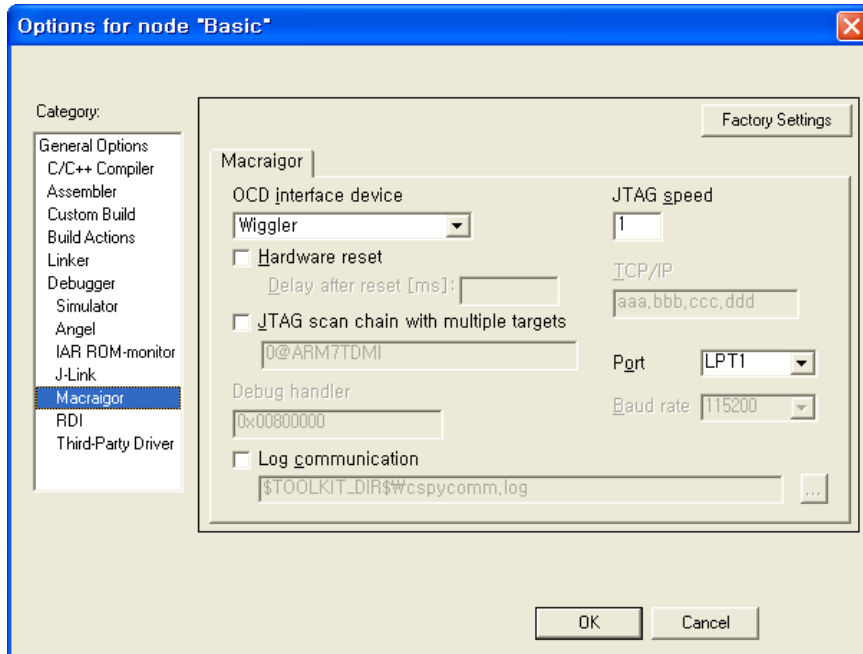 Options for node "Basic"
Category:
Factory Settings
General Options
C/C++ Compiler
Assembler
Custom Build
Build Actions
Linker
Debugger
Simulator
Angel
IAR ROM-monitor
J-Link
Macraigor
RDI
Third-Party Driver
Macraigor
OCD interface device
Wiggler
Hardware reset
Delay after reset [ms]:
JTAG scan chain with multiple targets
0@ARM7TDMI
Debug handler
0x00800000
Log communication
$TOOLKIT_DIR$₩cspycomm,log
...
JTAG speed
1
TCP/IP
aaa,bbb,ccc,ddd
Port LPT1
Baud rate 115200
OK Cancel